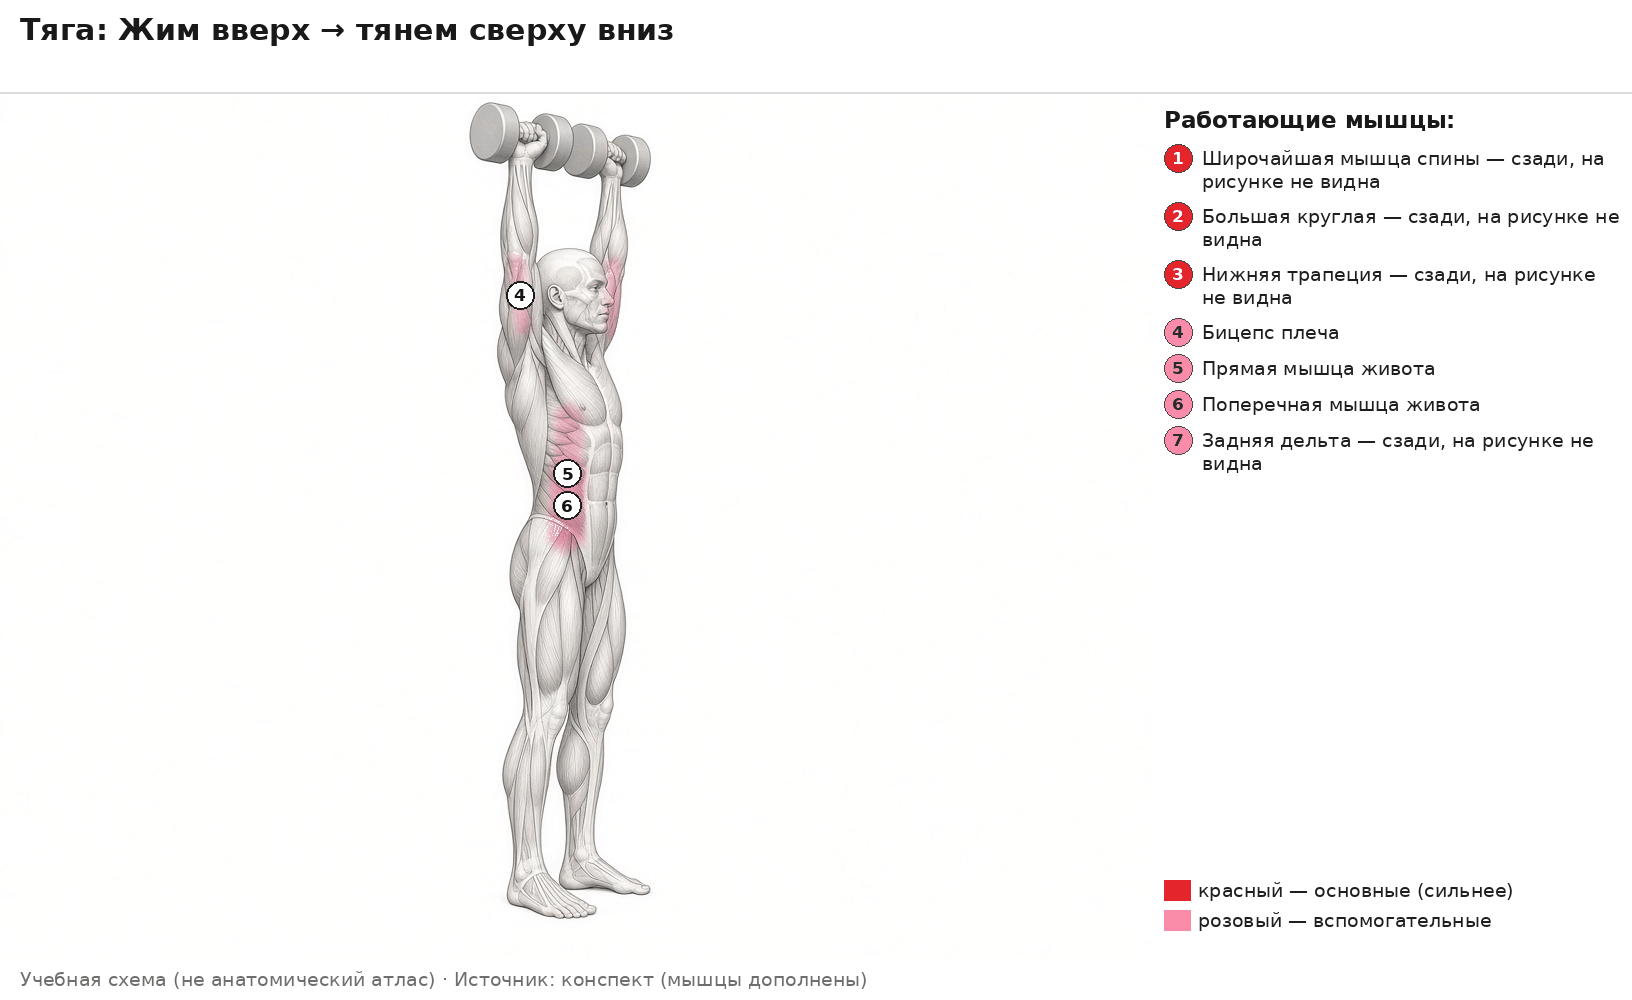 Тяга: Жим вверх → тянем сверху вниз
Работающие мышцы:
1 Широчайшая мышца спины — сзади, на
рисунке не видна
2 Большая круглая — сзади, на рисунке не
видна
3 Нижняя трапеция — сзади, на рисунке
не видна
4 Бицепс плеча
5 Прямая мышца живота
6 Поперечная мышца живота
7 Задняя дельта — сзади, на рисунке не
видна
4
5
6
красный — основные (сильнее)
розовый — вспомогательные
Учебная схема (не анатомический атлас) · Источник: конспект (мышцы дополнены)